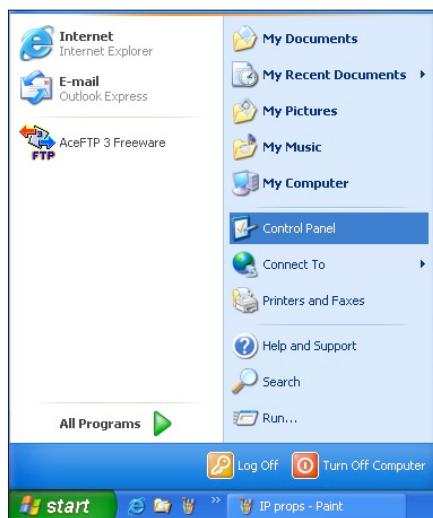 Internet
Internet Explorer
E-mail
Outlook Express
FTP
AceFTP 3 Freeware
All Programs
My Documents
My Recent Documents
My Pictures
My Music
My Computer
Control Panel
Connect To
Printers and Faxes
Help and Support
Search
Run...
Log Off
Turn Off Computer
start
IP props - Paint